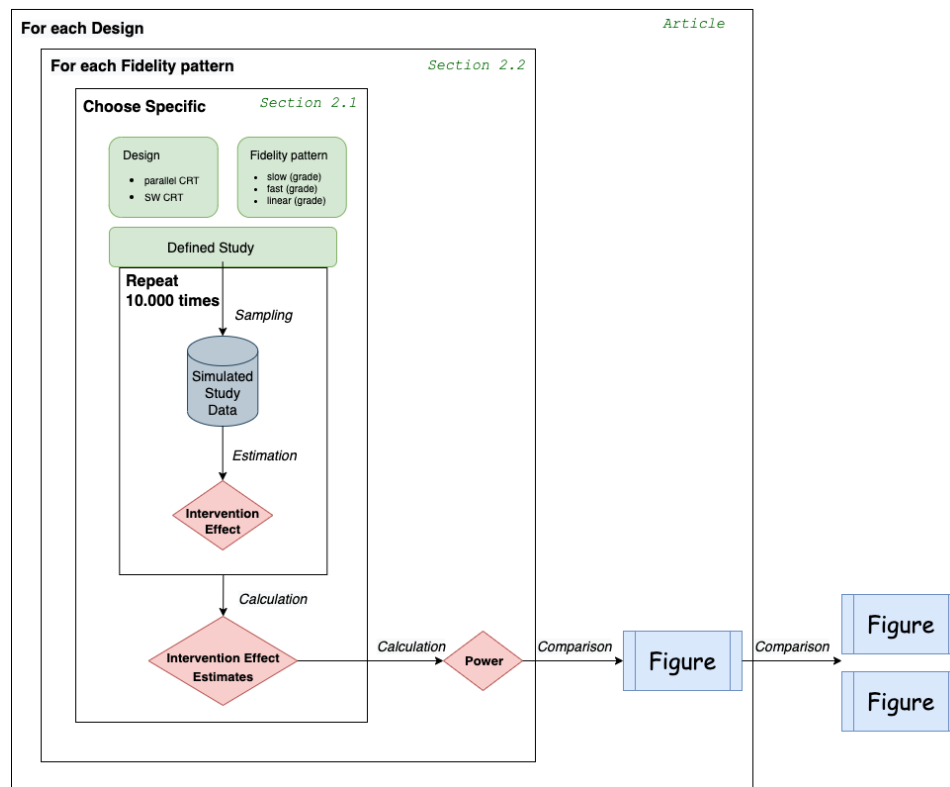 For each Design
Article
For each Fidelity pattern
Section 2.2
Choose Specific
Section 2.1
Design
• parallel CRT
• SW CRT
Fidelity pattern
• slow (grade)
• fast (grade)
• linear (grade)
Defined Study
Repeat
10.000 times
Sampling
Simulated
Study
Data
Estimation
Intervention
Effect
Calculation
Intervention Effect
Estimates
Calculation
Power
Comparison
Figure
Comparison
Figure
Figure